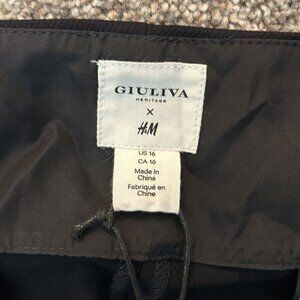 GIULIVA
HERITAGE
×
H&M
US 16
CA 16
Made in
China
Fabriqué en
Chine